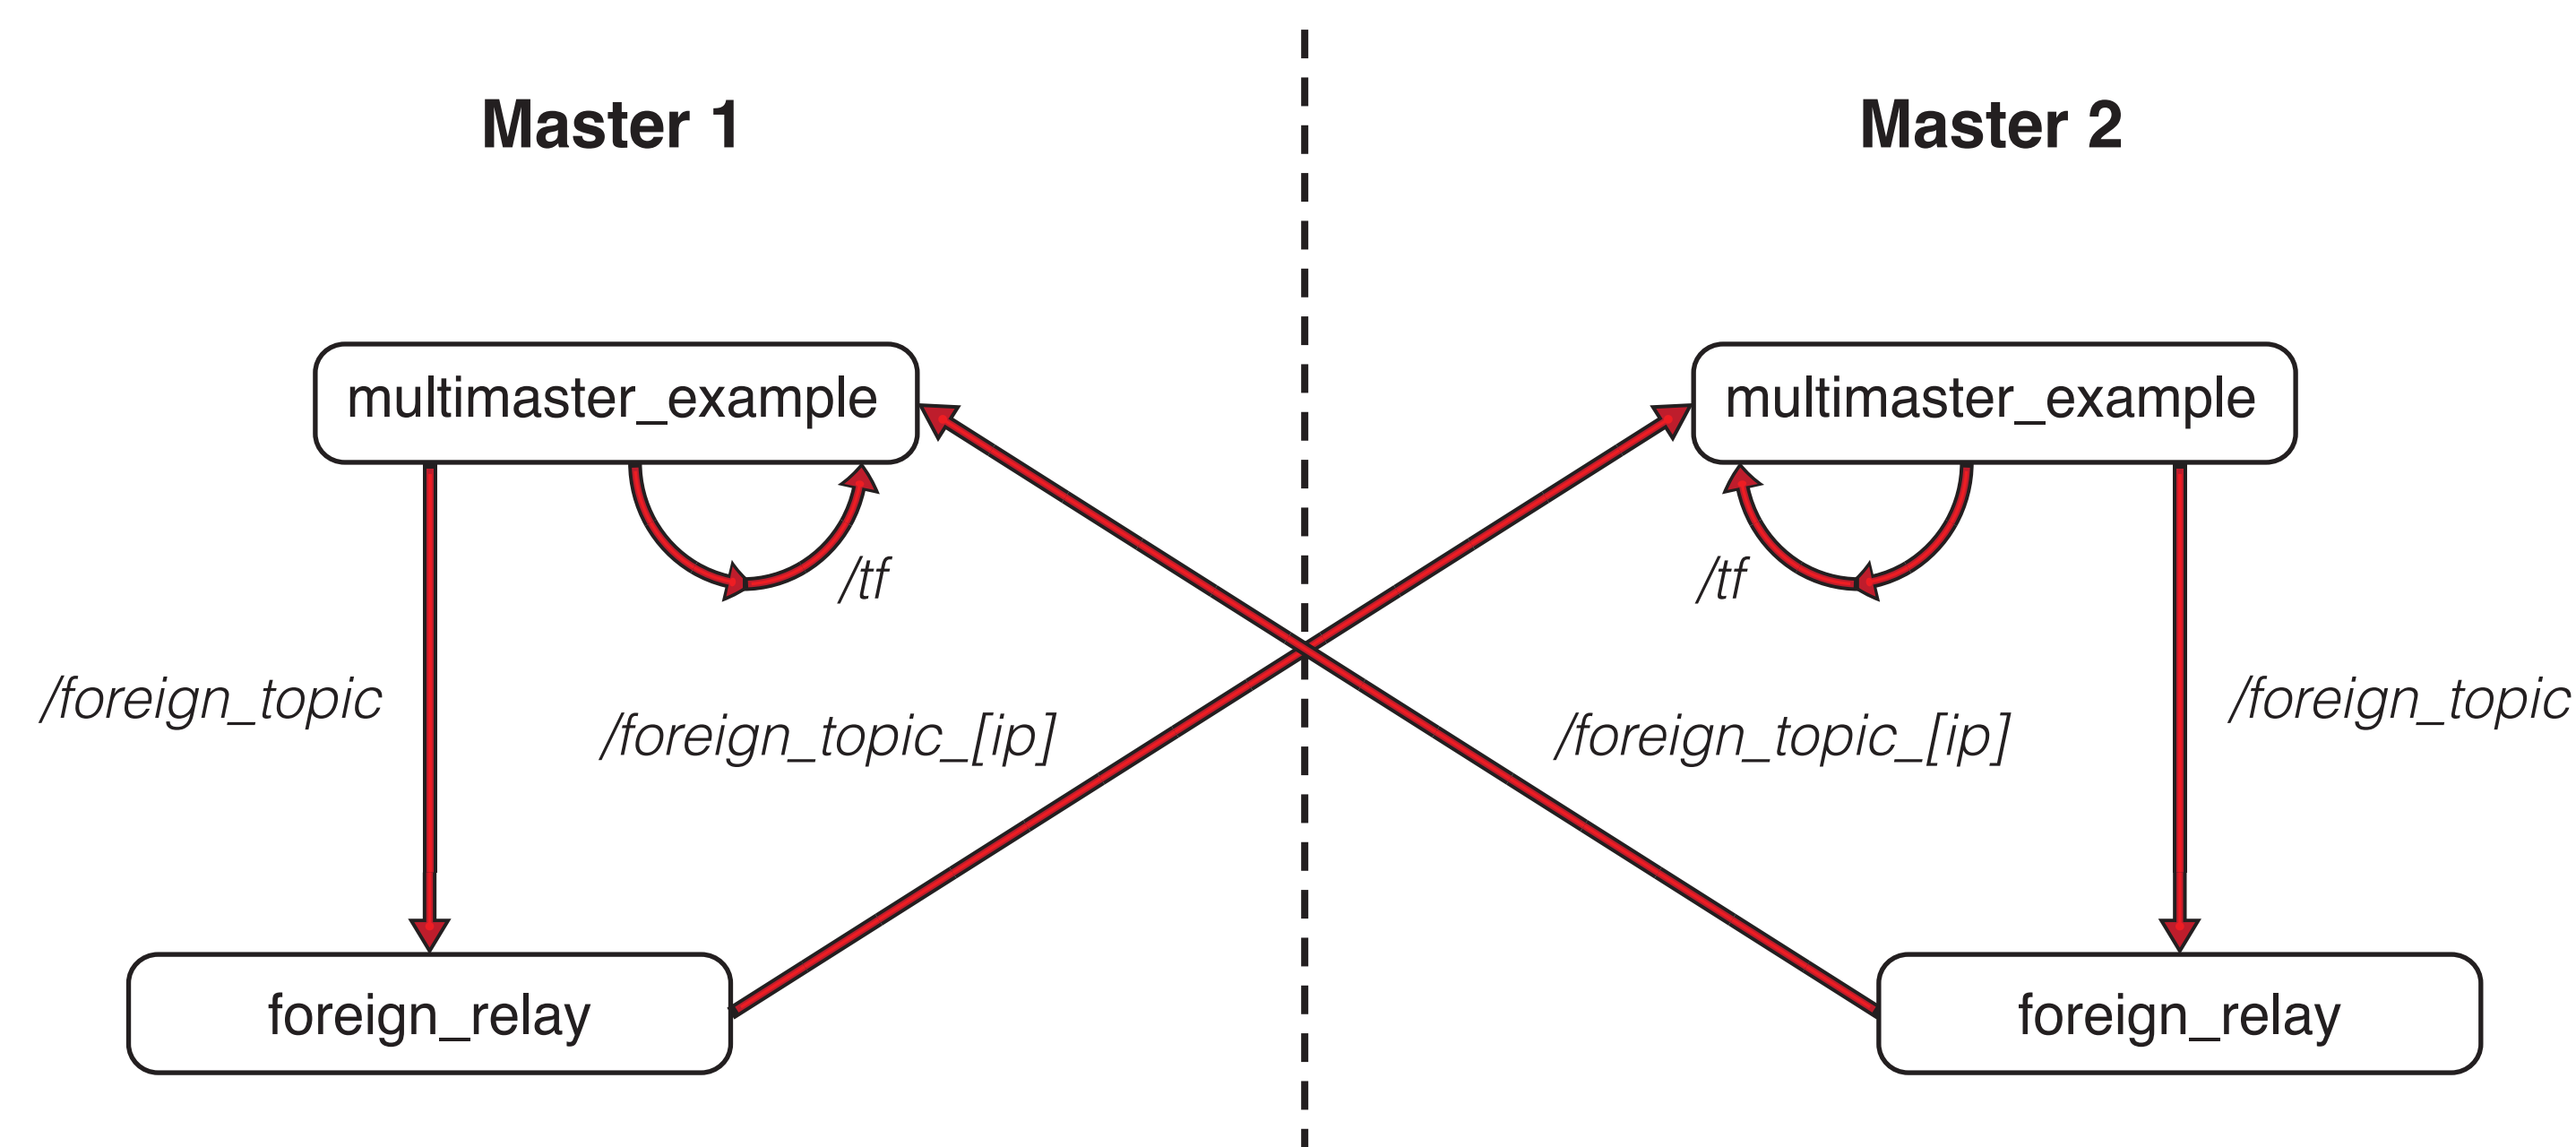 Master 1
Master 2
multimaster_example
multimaster_example
/tf
/tf
/foreign_topic
/foreign_topic_[ip]
/foreign_topic_[ip]
/foreign_topic
foreign_relay
foreign_relay